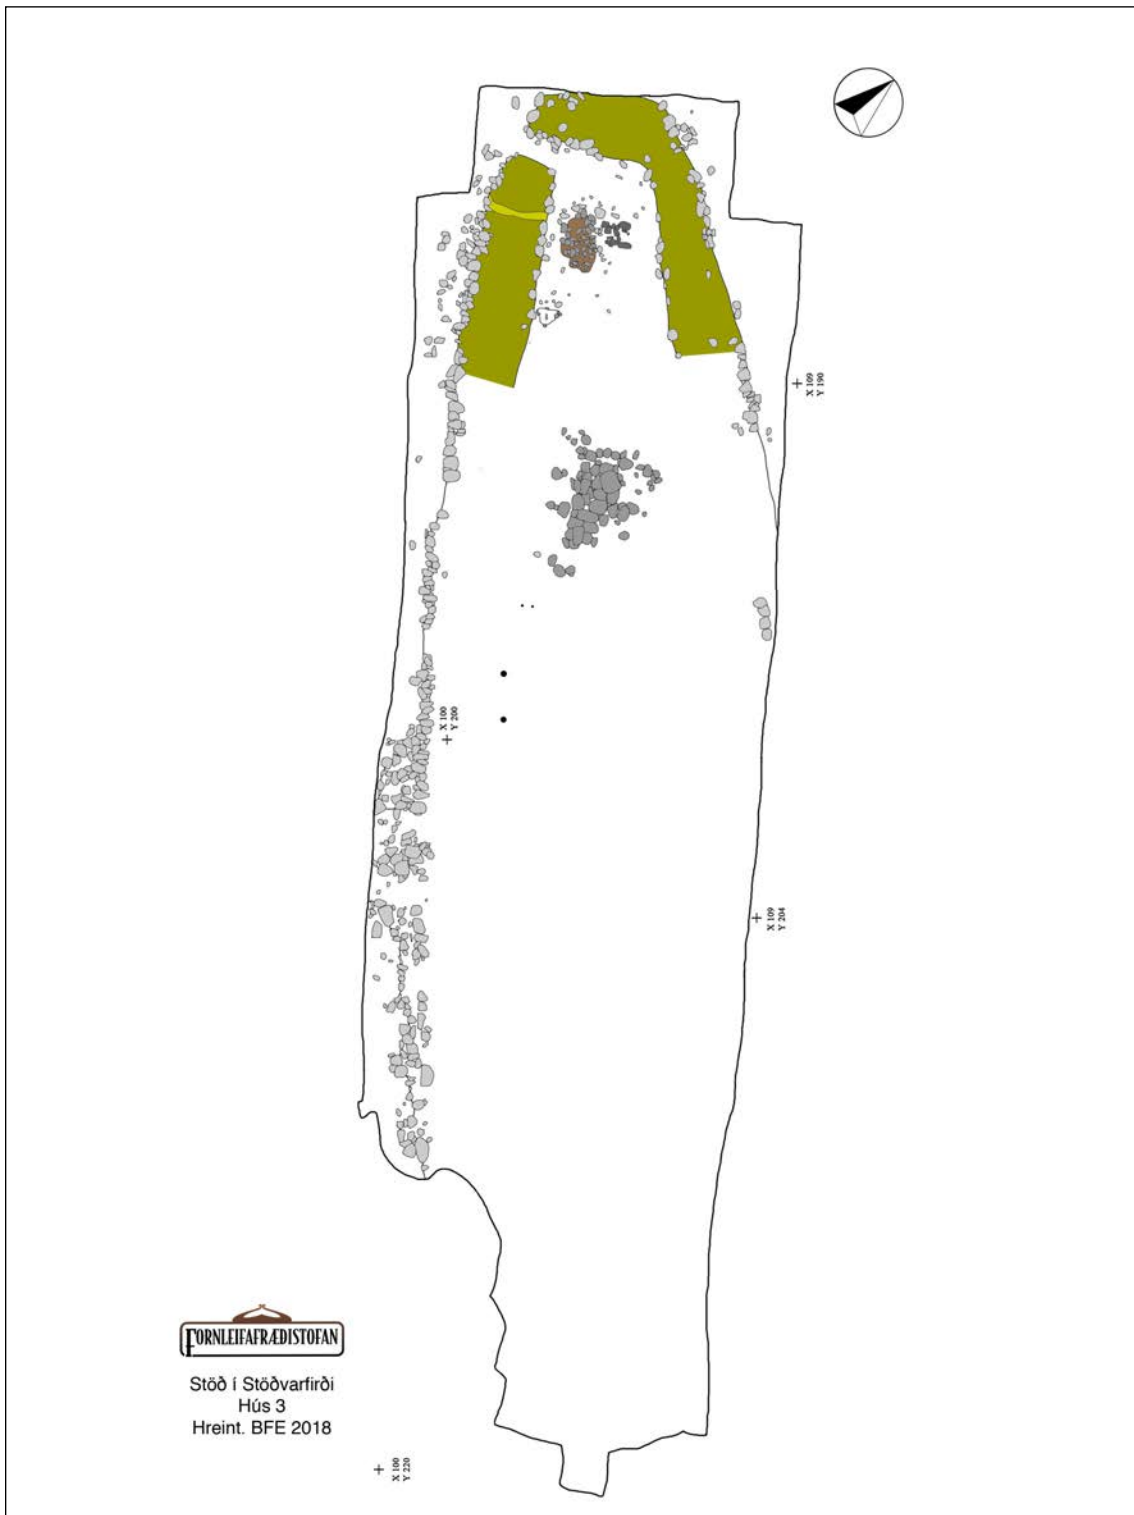 X 109
Y 190
X 100
Y 200
X 109
Y 204
FORNLEIFAFRÆÐISTOFAN
Stöð í Stöðvarfirði
Hús 3
Hreint. BFE 2018
X 100
Y 220